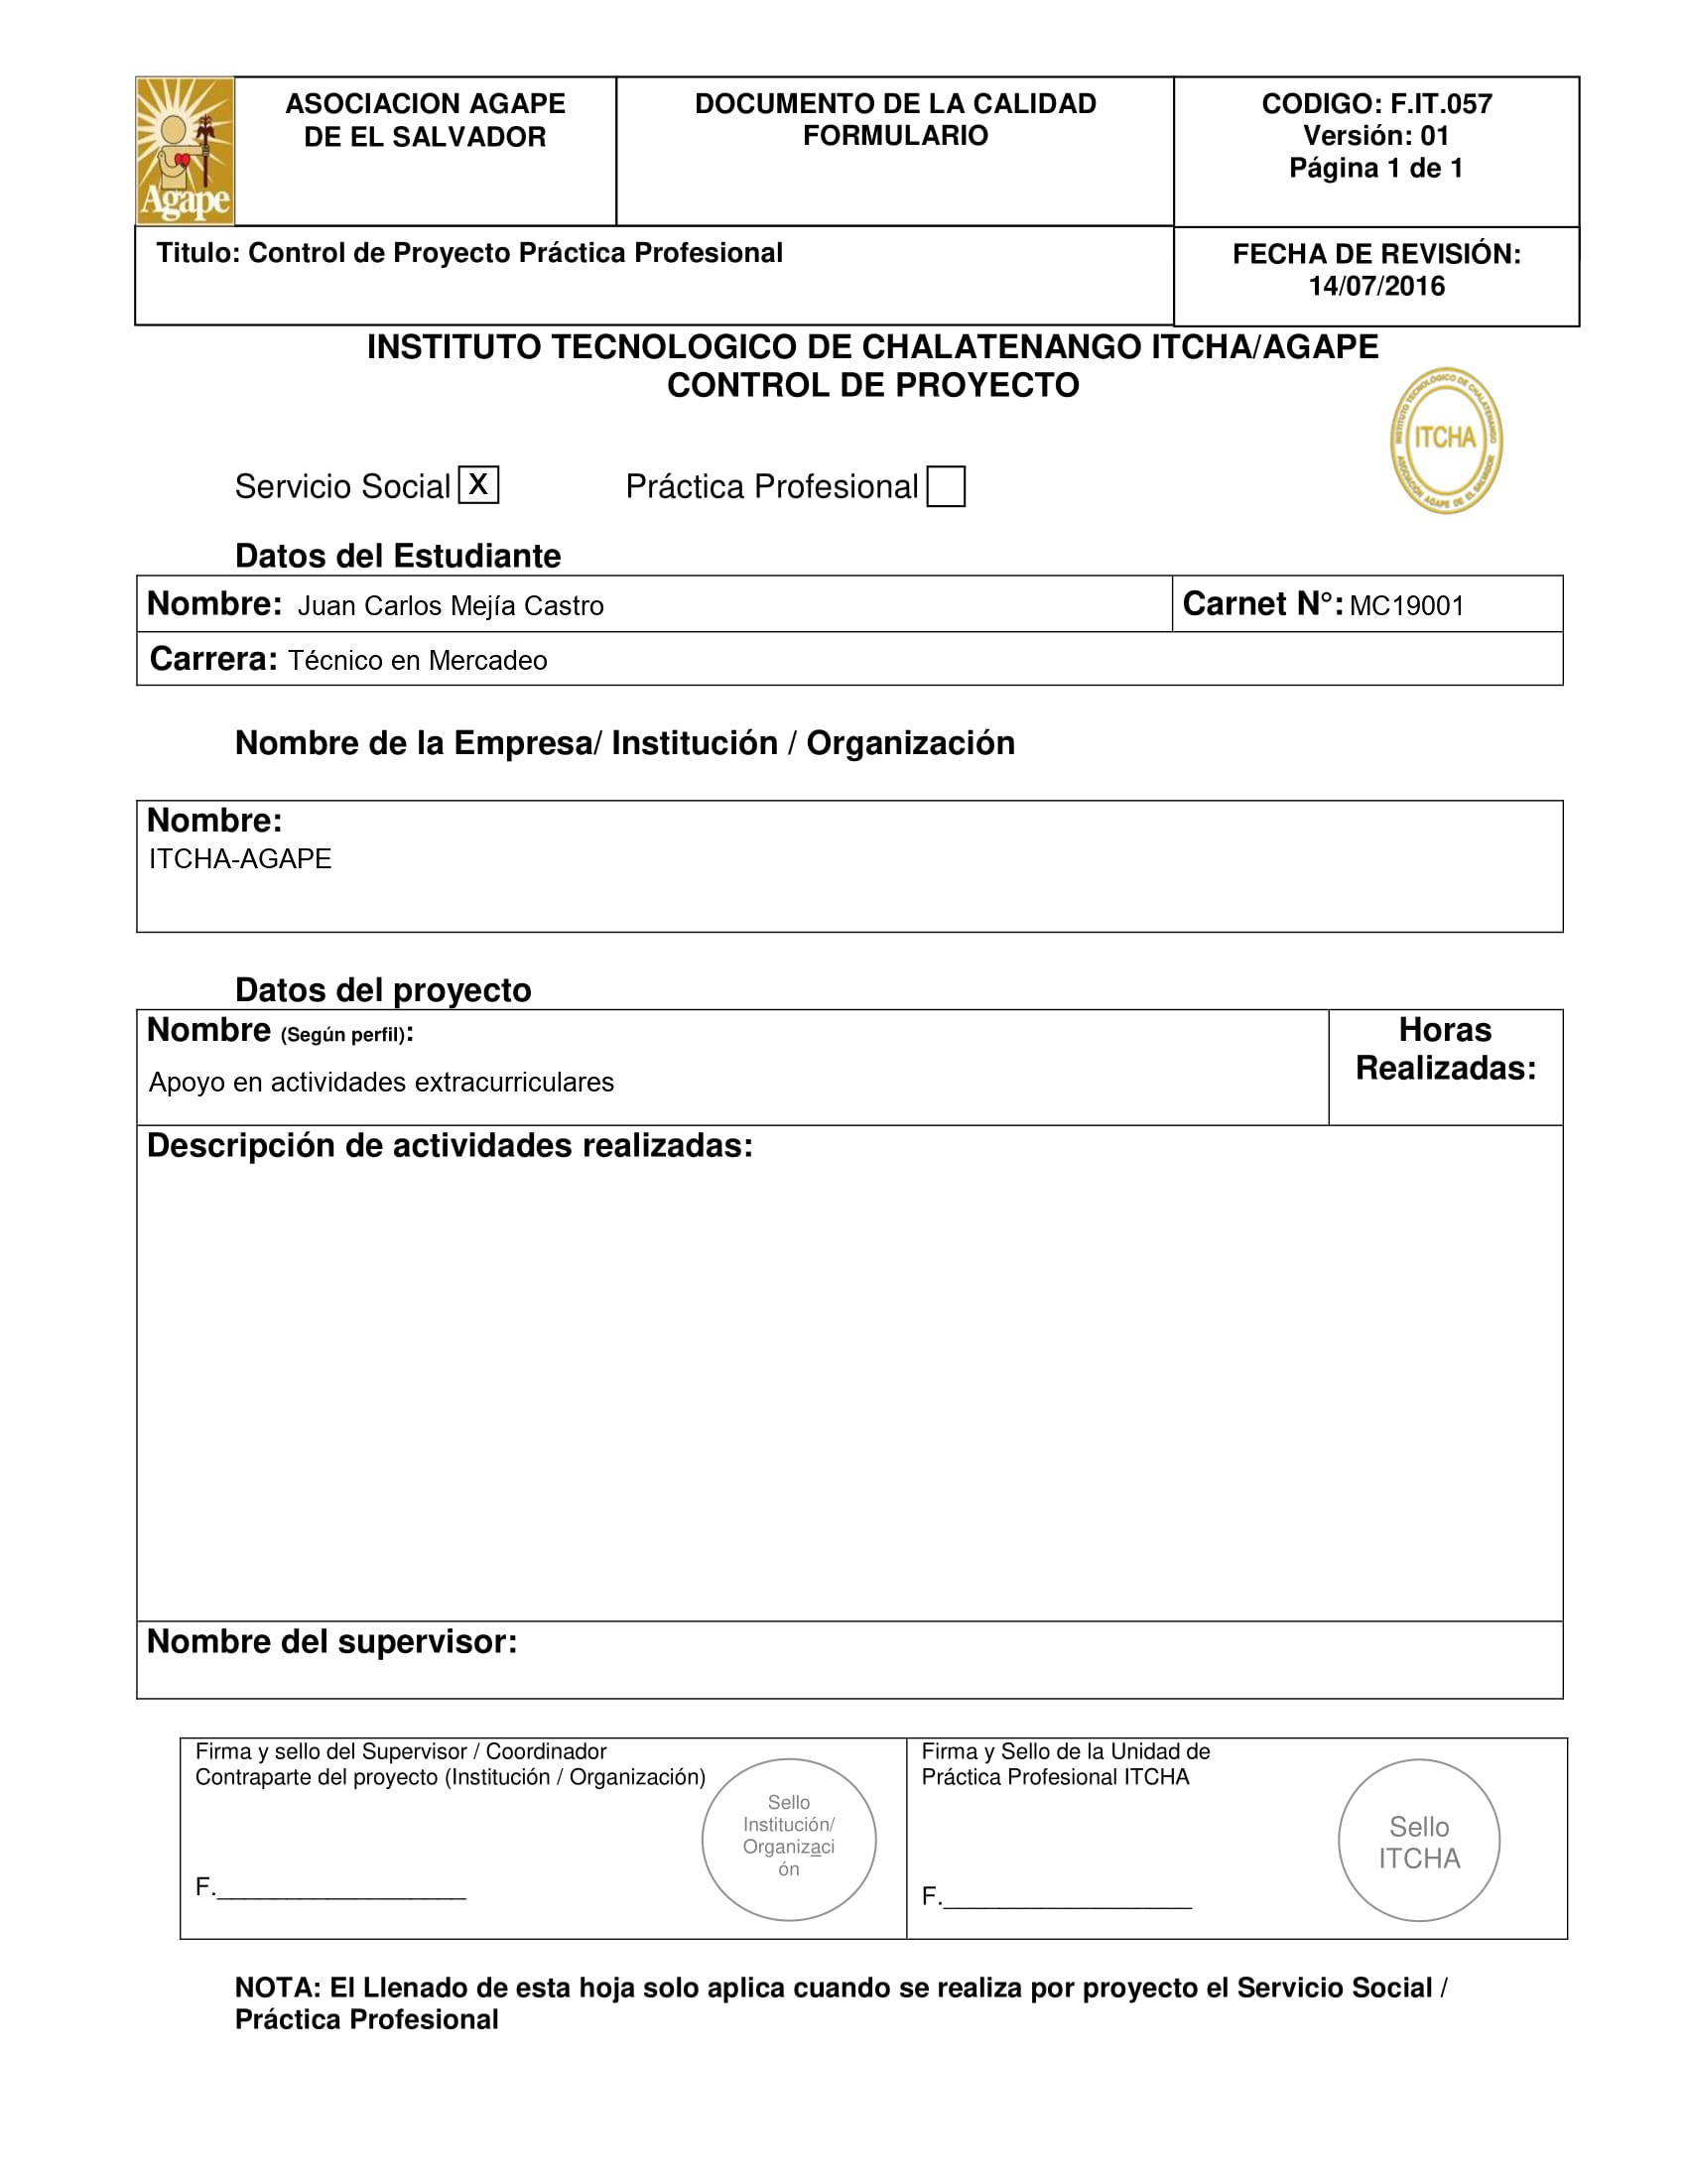 Agape
ASOCIACION AGAPE
DE EL SALVADOR
DOCUMENTO DE LA CALIDAD
FORMULARIO
CODIGO: F.IT.057
Versión: 01
Página 1 de 1
Titulo: Control de Proyecto Práctica Profesional
FECHA DE REVISIÓN:
14/07/2016
INSTITUTO TECNOLOGICO DE CHALATENANGO ITCHA/AGAPE
CONTROL DE PROYECTO
INSTITUTO TECNOLÓGICO DE CHALATENANGO
ITCHA
ASOCIACIÓN AGAPE DE EL SALVADOR
Servicio Social X Práctica Profesional
Datos del Estudiante
Nombre: Juan Carlos Mejía Castro Carnet N°: MC19001
Carrera: Técnico en Mercadeo
Nombre de la Empresa/ Institución / Organización
Nombre:
ITCHA-AGAPE
Datos del proyecto
Nombre (Según perfil):
Apoyo en actividades extracurriculares
Horas
Realizadas:
Descripción de actividades realizadas:
Nombre del supervisor:
Firma y sello del Supervisor / Coordinador
Contraparte del proyecto (Institución / Organización)
Sello
Institución/
Organizaci
ón
F.__________________
Firma y Sello de la Unidad de
Práctica Profesional ITCHA
Sello
ITCHA
F.__________________
NOTA: El Llenado de esta hoja solo aplica cuando se realiza por proyecto el Servicio Social /
Práctica Profesional